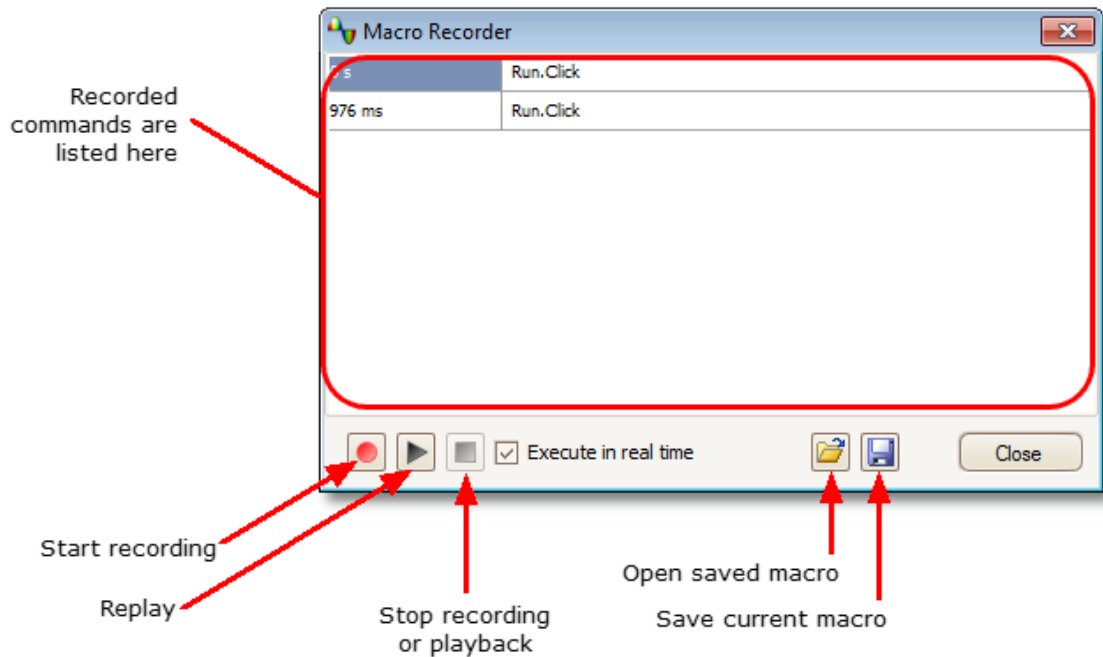 Macro Recorder
Recorded
commands are
listed here
s
Run.Click
976 ms
Run.Click
Execute in real time
Close
Start recording
Replay
Stop recording
or playback
Open saved macro
Save current macro